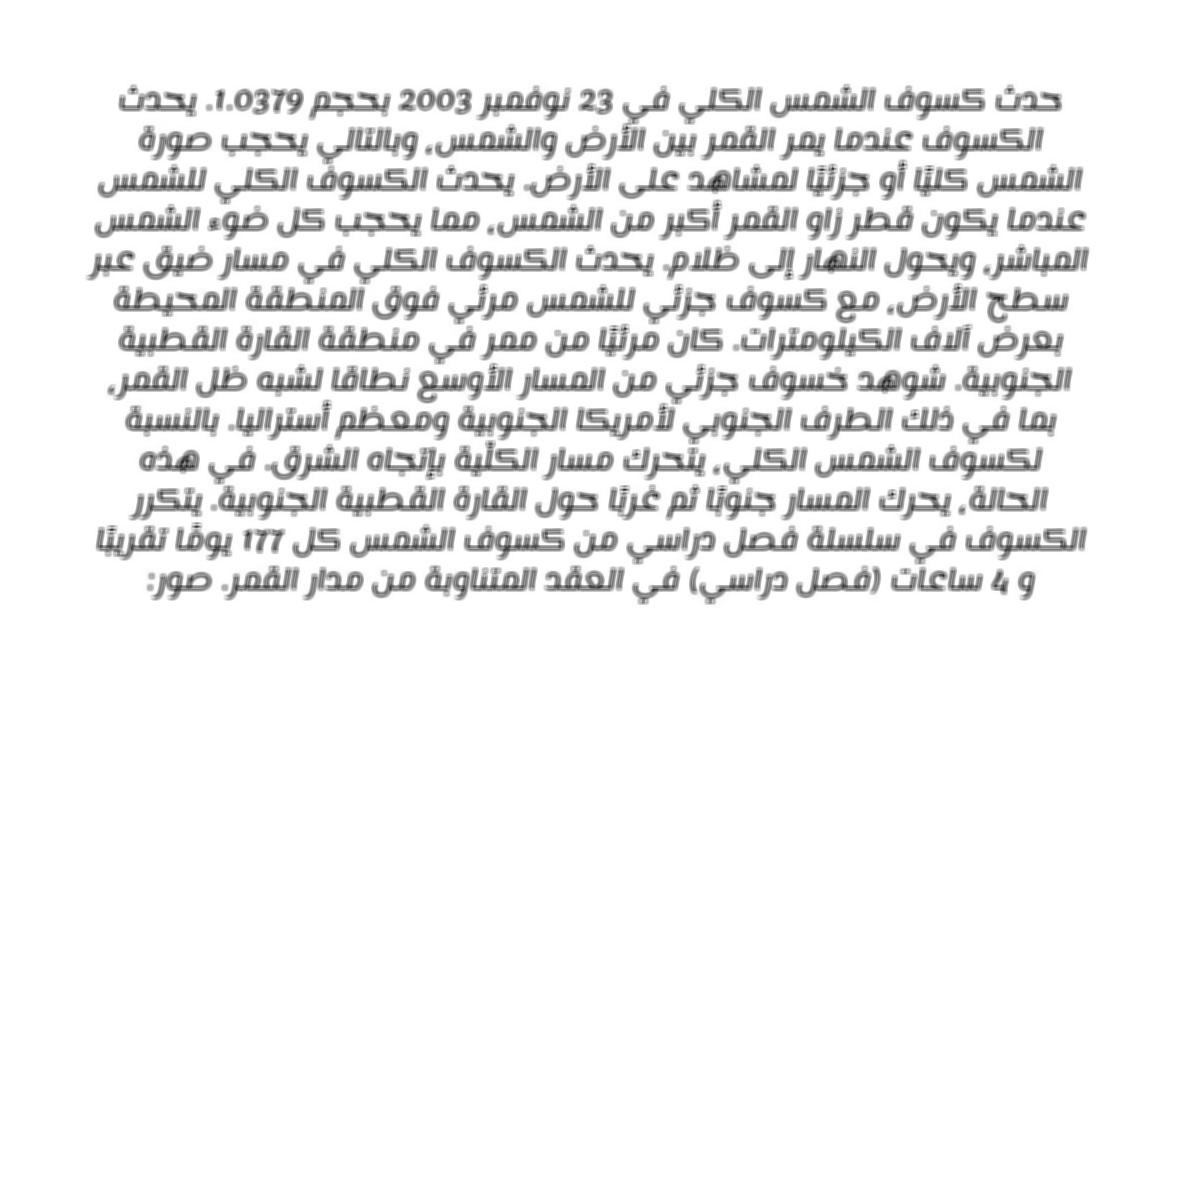 حدث كسوف الشمس الكلي في 23 نوفمبر 2003 بحجم 1.0379. يحدث
الكسوف عندما يمر القمر بين الأرض والشمس، وبالتالي يحجب صورة
الشمس كليًا أو جزئيًا لمشاهد على الأرض. يحدث الكسوف الكلي للشمس
عندما يكون قطر زاو القمر أكبر من الشمس، مما يحجب كل ضوء الشمس
المباشر، ويحول النهار إلى ظلام. يحدث الكسوف الكلي في مسار ضيق عبر
سطح الأرض، مع كسوف جزئي للشمس مرئي فوق المنطقة المحيطة
بعرض آلاف الكيلومترات. كان مرئيًا من ممر في منطقة القارة القطبية
الجنوبية. شوهد خسوف جزئي من المسار الأوسع نطاقا لشبه ظل القمر،
بما في ذلك الطرف الجنوبي لأمريكا الجنوبية ومعظم أستراليا. بالنسبة
لكسوف الشمس الكلي، يتحرك مسار الكلية بإتجاه الشرق. في هذه
الحالة، يحرك المسار جنوبًا ثم غربًا حول القارة القطبية الجنوبية. يتكرر
الكسوف في سلسلة فصل دراسي من كسوف الشمس كل 177 يومًا تقريبًا
و 4 ساعات (فصل دراسي) في العقد المتناوبة من مدار القمر. صور: